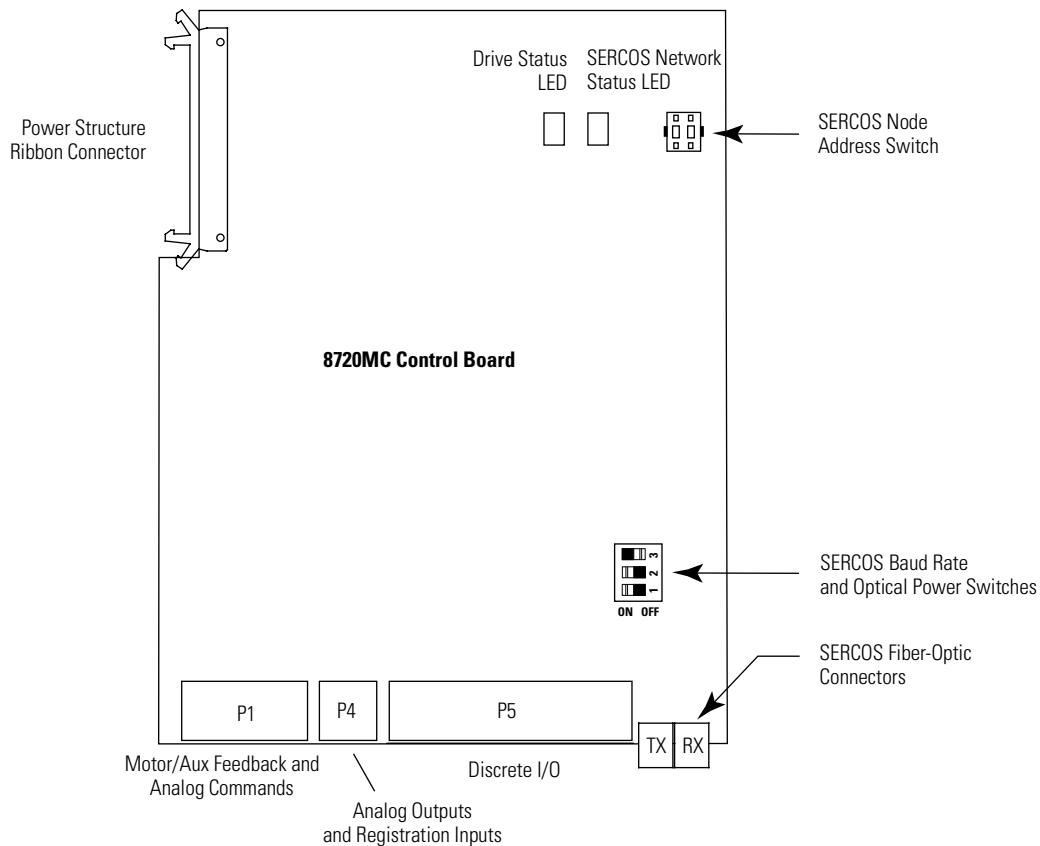 Drive Status
LED
SERCOS Network
Status LED
Power Structure
Ribbon Connector
SERCOS Node
Address Switch
8720MC Control Board
3
2
1
ON OFF
SERCOS Baud Rate
and Optical Power Switches
SERCOS Fiber-Optic
Connectors
P1
P4
P5
TX
RX
Motor/Aux Feedback and
Analog Commands
Discrete I/O
Analog Outputs
and Registration Inputs